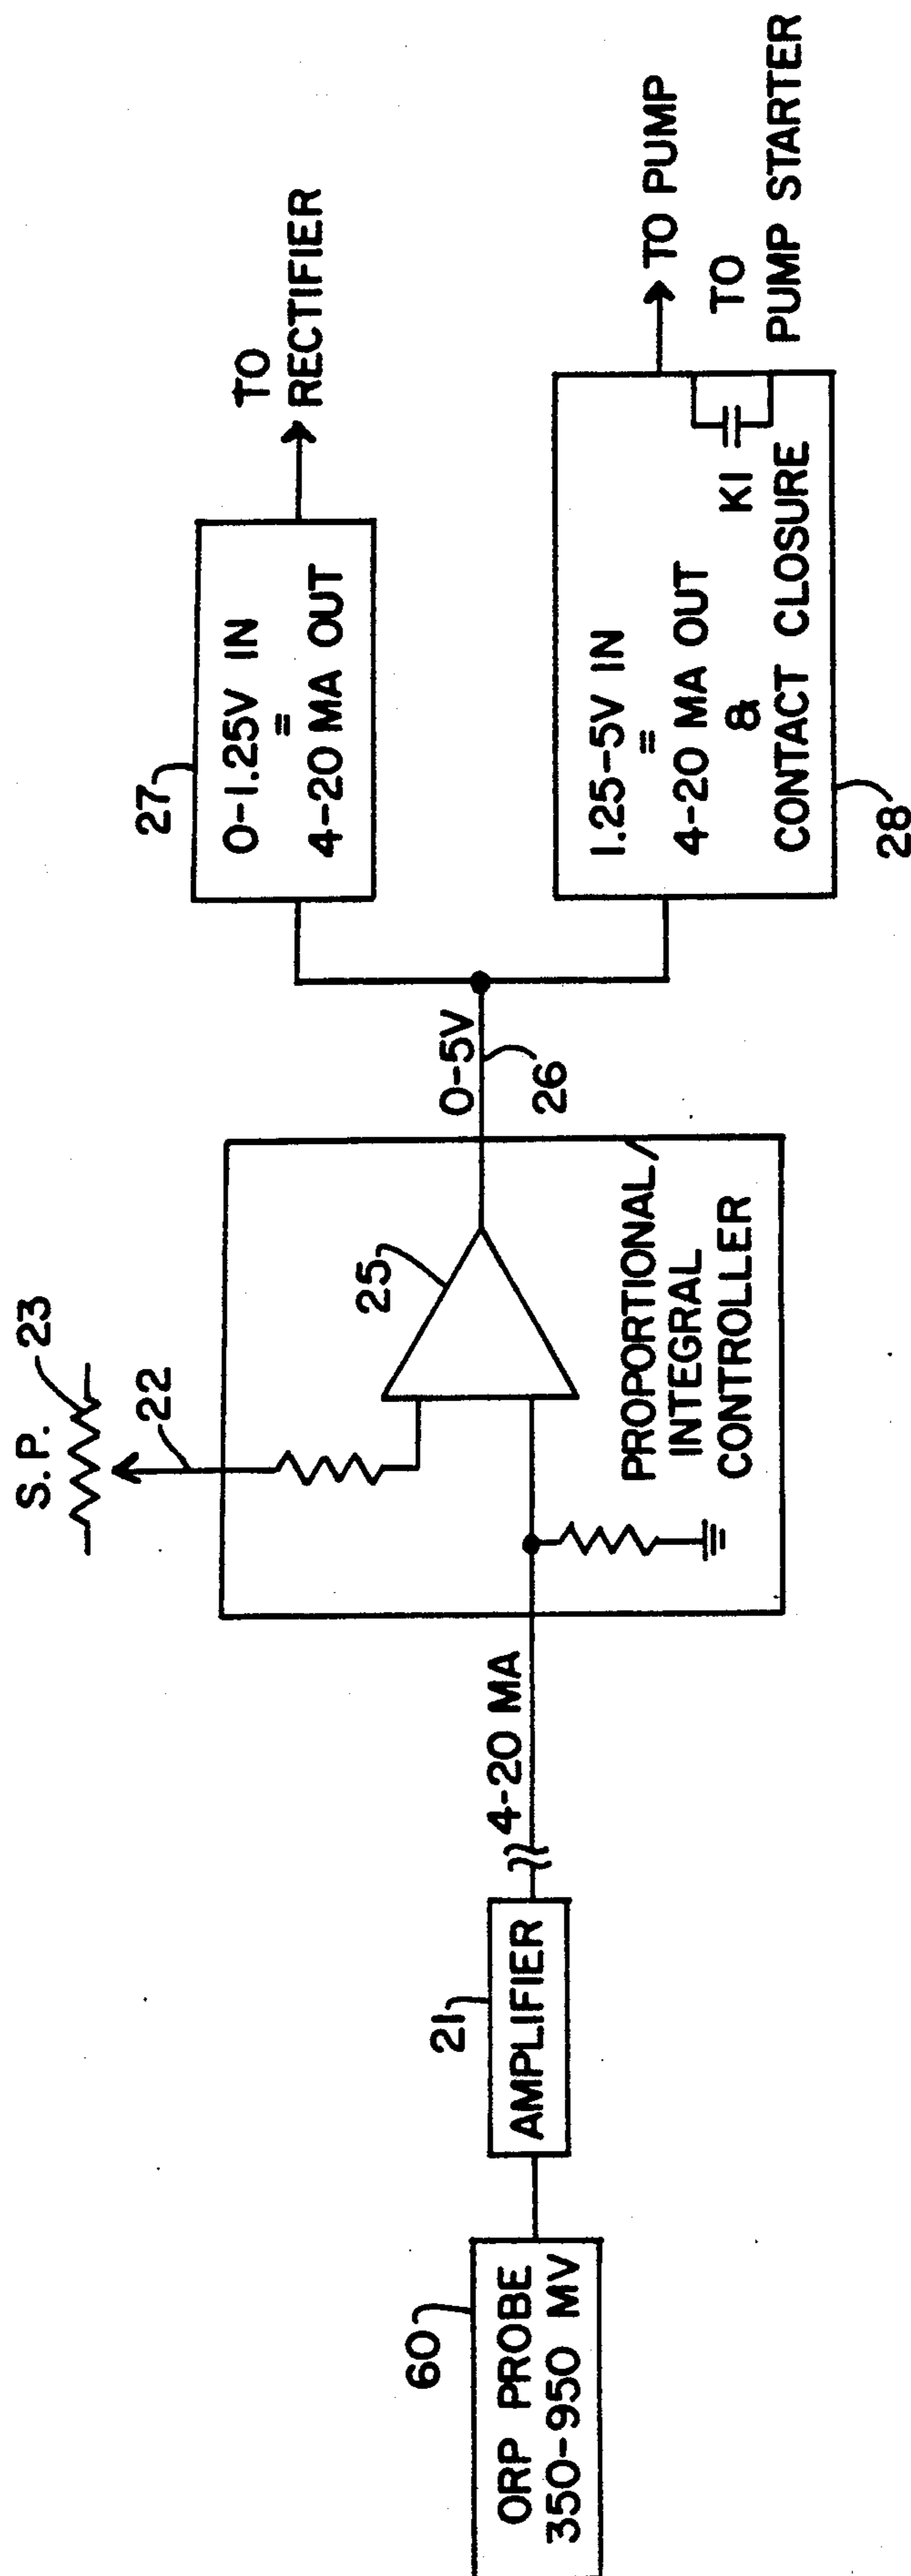 60
ORP PROBE
350-950 MV
21
AMPLIFIER
4-20 MA
S.P.
23
22
25
PROPORTIONAL
INTEGRAL
CONTROLLER
0-5V
26
27
0-1.25V IN
=
4-20 MA OUT
TO
RECTIFIER
1.25-5V IN
=
4-20 MA OUT
&
CONTACT CLOSURE
K1
28
TO PUMP
TO
PUMP STARTER